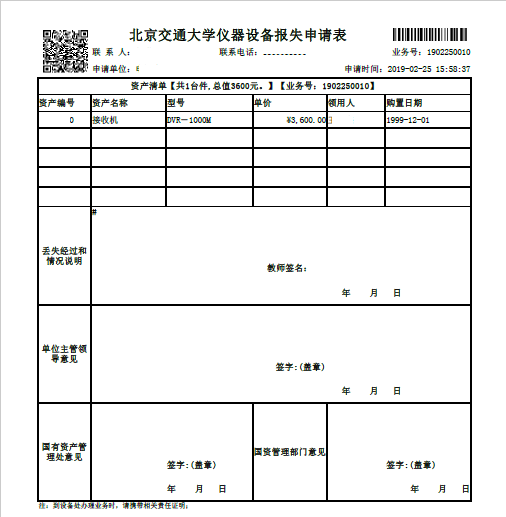 北京交通大学仪器设备报失申请表
联 系 人: 联系电话: 业务号: 1902250010
申请单位: 申请时间: 2019-02-25 15:58:37
资产清单【共1台件,总值3600元。】【业务号: 1902250010】
资产编号 资产名称 型号 单价 领用人 购置日期
0 接收机 DVR－1000M ¥3,600.00 1999-12-01
#
丢失经过和
情况说明
教师签名:
年 月 日
单位主管领
导意见
签字:(盖章)
年 月 日
国有资产管
理处意见
签字:(盖章)
年 月 日
国资管理部门意见
签字:(盖章)
年 月 日
注: 到设备处办理业务时, 请携带相关责任证明;